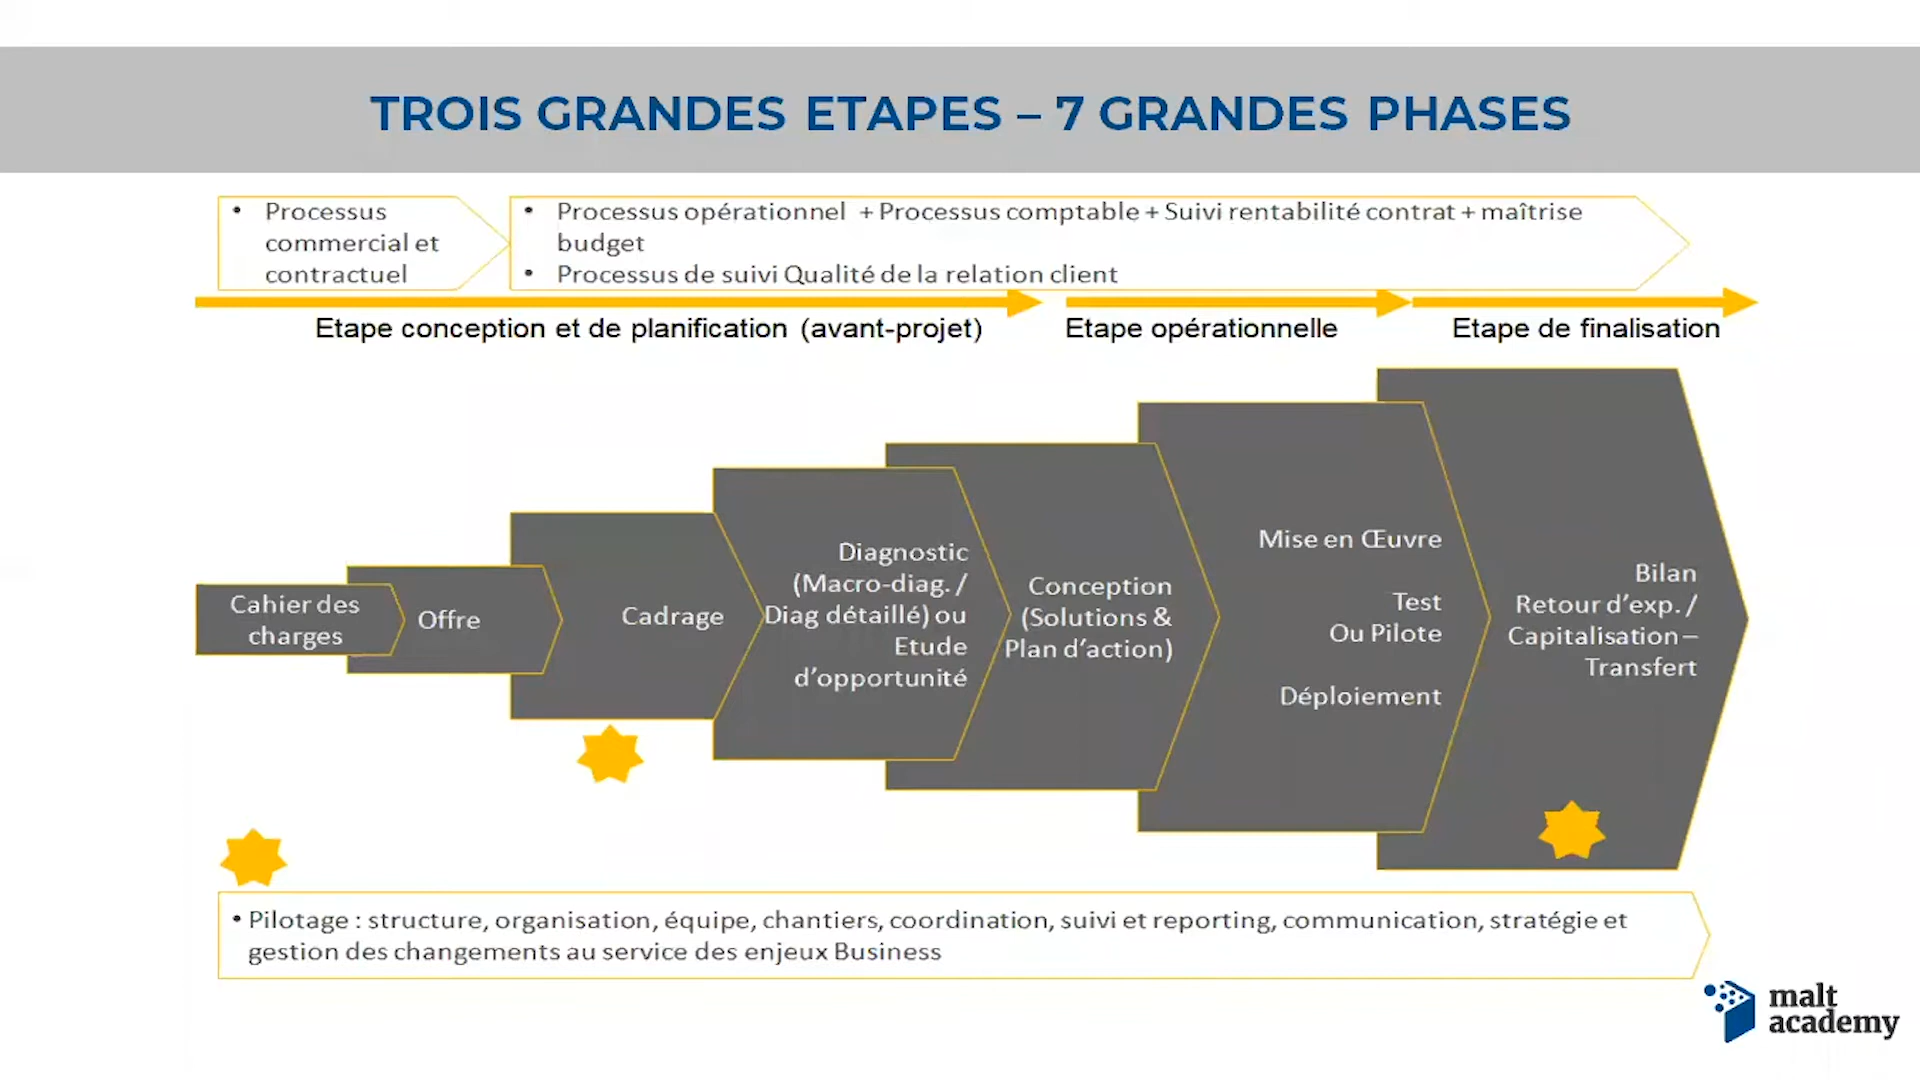 TROIS GRANDES ETAPES – 7 GRANDES PHASES
• Processus
commercial et
contractuel
• Processus opérationnel + Processus comptable + Suivi rentabilité contrat + maîtrise
budget
• Processus de suivi Qualité de la relation client
Etape conception et de planification (avant-projet)
Etape opérationnelle
Etape de finalisation
Cahier des
charges
Offre
Cadrage
Diagnostic
(Macro-diag. /
Diag détaillé) ou
Etude
d’opportunité
Conception
(Solutions &
Plan d’action)
Mise en Œuvre
Test
Ou Pilote
Déploiement
Bilan
Retour d’exp. /
Capitalisation –
Transfert
• Pilotage : structure, organisation, équipe, chantiers, coordination, suivi et reporting, communication, stratégie et
gestion des changements au service des enjeux Business
malt
academy